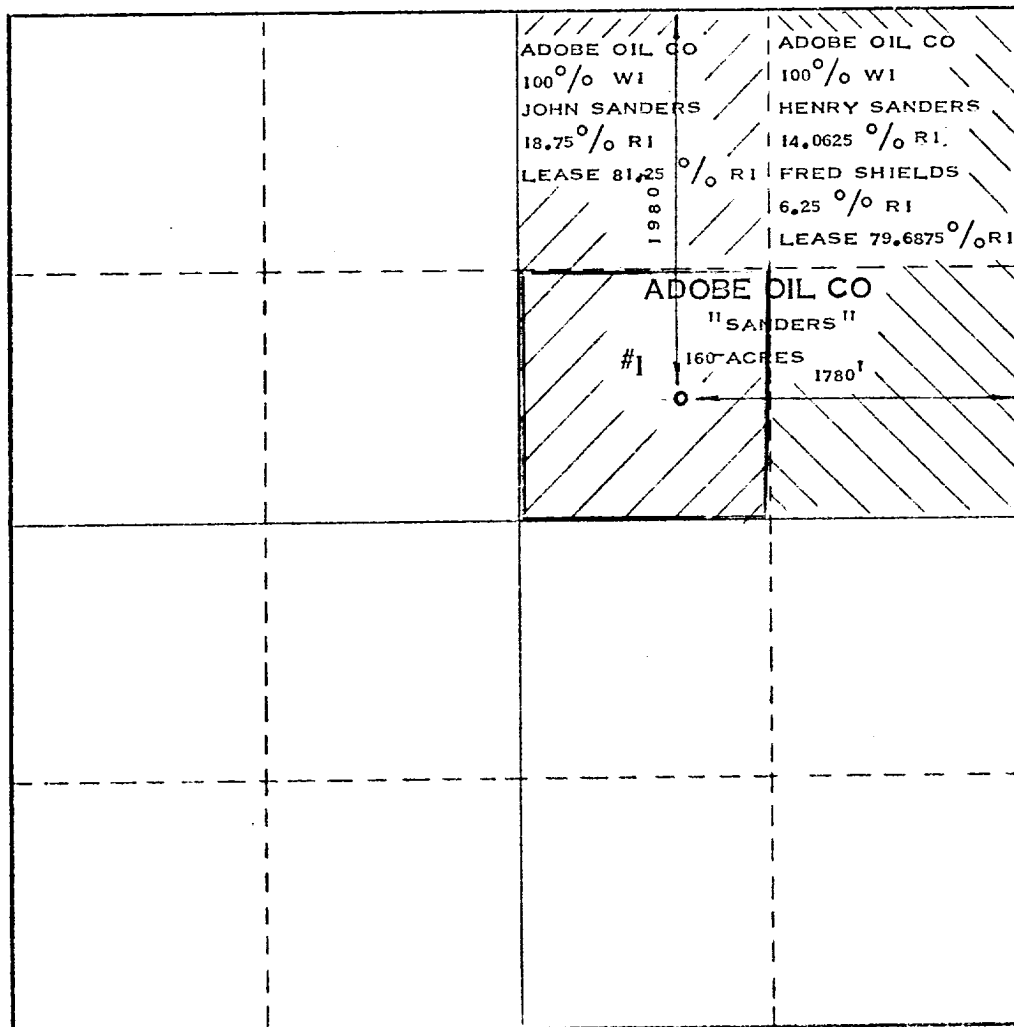 ADOBE OIL CO
100% WI
JOHN SANDERS
18.75% RI
LEASE 81.25% RI
ADOBE OIL CO
100% WI
HENRY SANDERS
14.0625% RI
FRED SHIELDS
6.25% RI
LEASE 79.6875% RI
1980'
ADOBE OIL CO
"SANDERS"
#1 160-ACRES
1780'